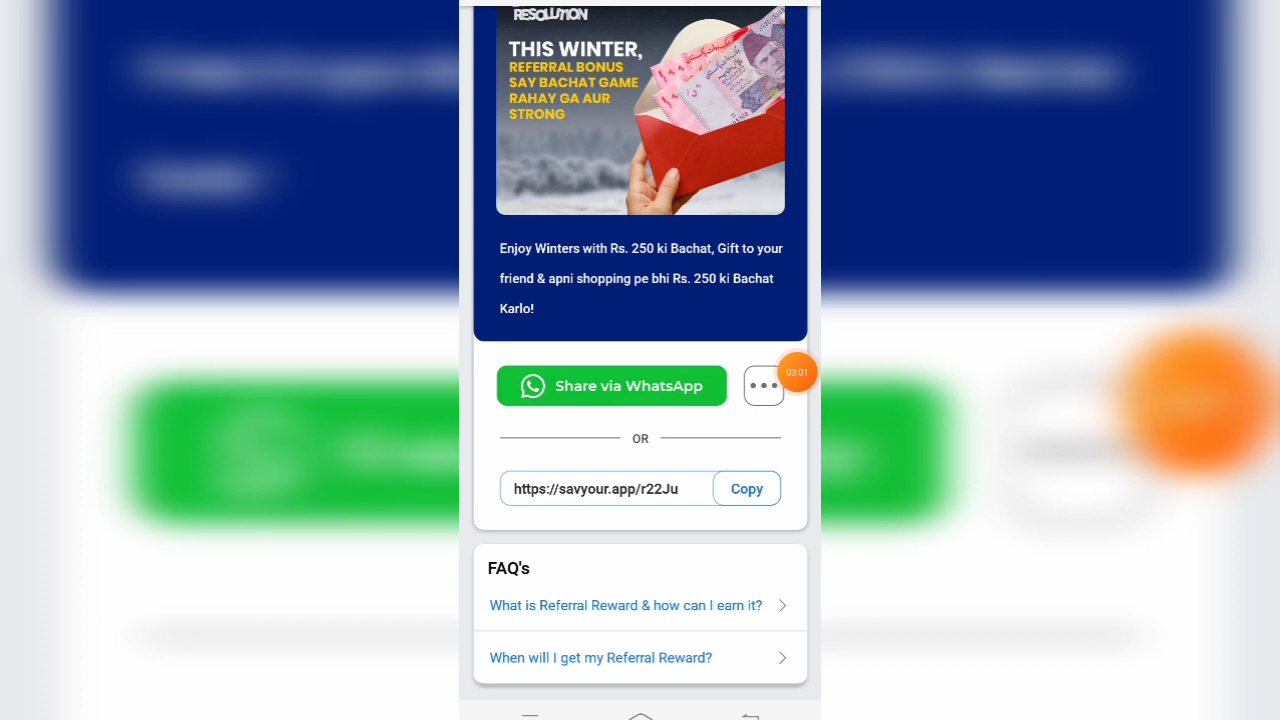 RESOLUTION
THIS WINTER,
REFERRAL BONUS
SAY BACHAT GAME
RAHAY GA AUR
STRONG
Enjoy Winters with Rs. 250 ki Bachat, Gift to your
friend & apni shopping pe bhi Rs. 250 ki Bachat
Karlo!
Share via WhatsApp
03:01
OR
https://savyour.app/r22Ju
Copy
FAQ's
What is Referral Reward & how can I earn it?
When will I get my Referral Reward?